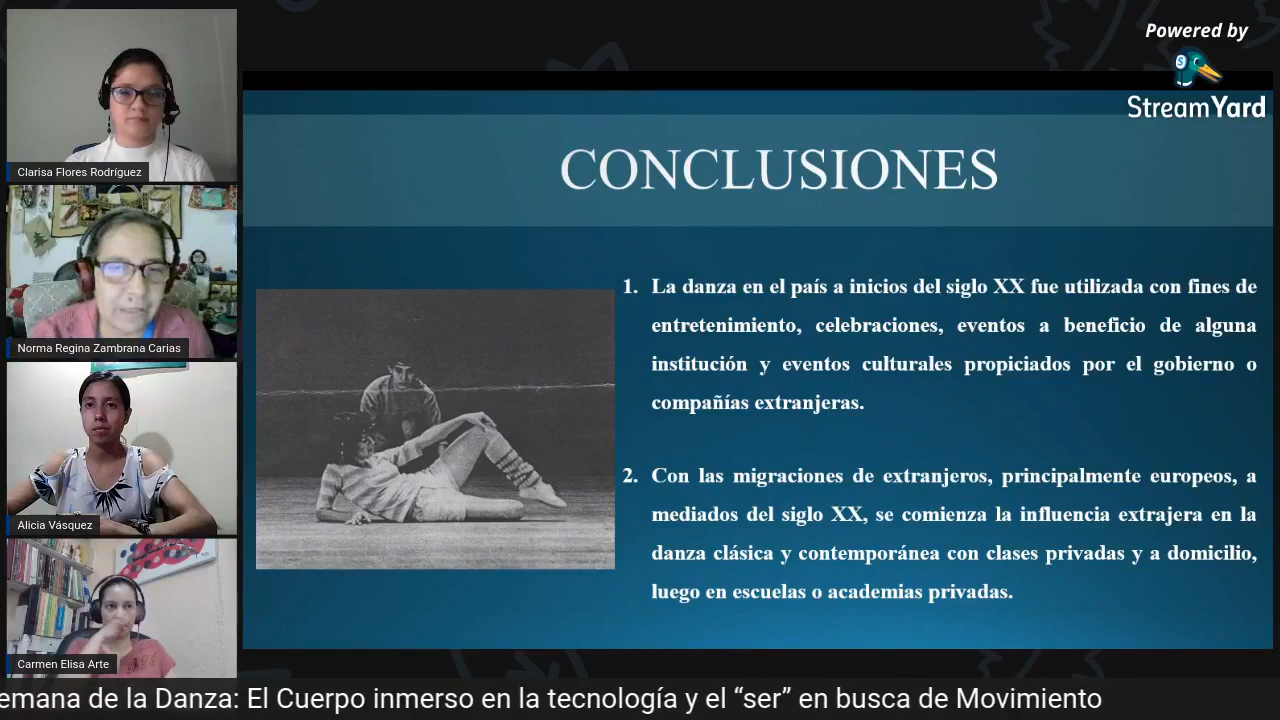 Powered by
StreamYard
Clarisa Flores Rodríguez
Norma Regina Zambrana Carias
Alicia Vásquez
Carmen Elisa Arte
CONCLUSIONES
1. La danza en el país a inicios del siglo XX fue utilizada con fines de
entretenimiento, celebraciones, eventos a beneficio de alguna
institución y eventos culturales propiciados por el gobierno o
compañías extranjeras.
2. Con las migraciones de extranjeros, principalmente europeos, a
mediados del siglo XX, se comienza la influencia extrajera en la
danza clásica y contemporánea con clases privadas y a domicilio,
luego en escuelas o academias privadas.
emana de la Danza: El Cuerpo inmerso en la tecnología y el “ser” en busca de Movimiento